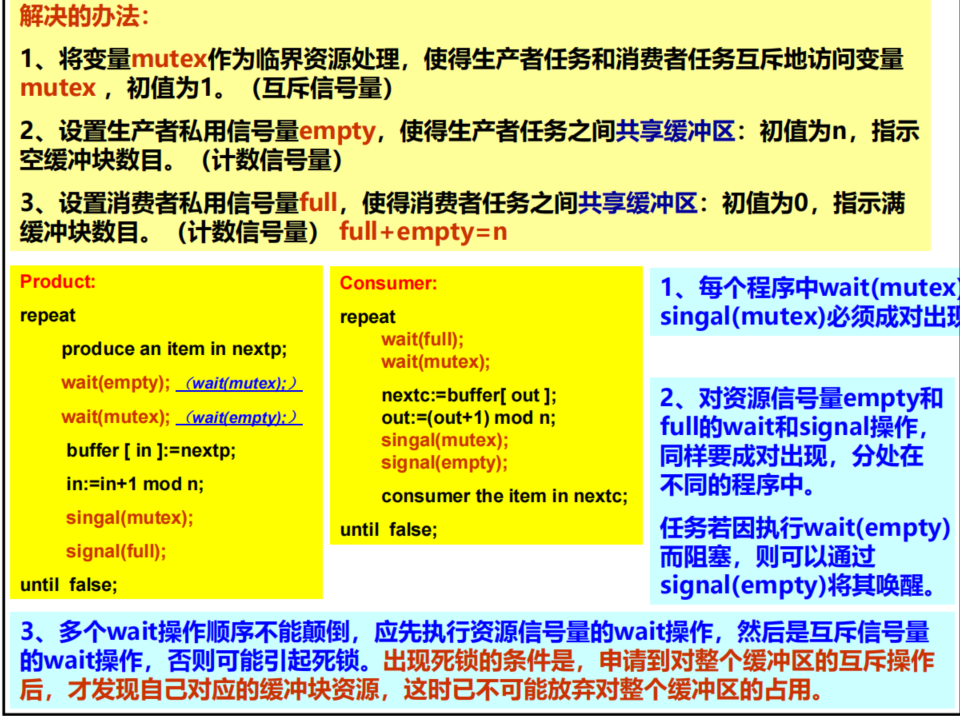 解决的办法：
1、将变量mutex作为临界资源处理，使得生产者任务和消费者任务互斥地访问变量
mutex ，初值为1。（互斥信号量）
2、设置生产者私用信号量empty，使得生产者任务之间共享缓冲区：初值为n，指示
空缓冲块数目。（计数信号量）
3、设置消费者私用信号量full，使得消费者任务之间共享缓冲区：初值为0，指示满
缓冲块数目。（计数信号量） full+empty=n
Product:
repeat
produce an item in nextp;
wait(empty); （wait(mutex);）
wait(mutex); （wait(empty);）
buffer [ in ]:=nextp;
in:=in+1 mod n;
singal(mutex);
signal(full);
until false;
Consumer:
repeat
wait(full);
wait(mutex);
nextc:=buffer[ out ];
out:=(out+1) mod n;
singal(mutex);
signal(empty);
consumer the item in nextc;
until false;
1、每个程序中wait(mutex)
singal(mutex)必须成对出现
2、对资源信号量empty和
full的wait和signal操作，
同样要成对出现，分处在
不同的程序中。
任务若因执行wait(empty)
而阻塞，则可以通过
signal(empty)将其唤醒。
3、多个wait操作顺序不能颠倒，应先执行资源信号量的wait操作，然后是互斥信号量
的wait操作，否则可能引起死锁。出现死锁的条件是，申请到对整个缓冲区的互斥操作
后，才发现自己对应的缓冲块资源，这时已不可能放弃对整个缓冲区的占用。